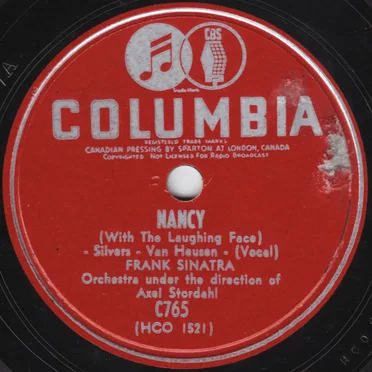 CBS
Trade Mark
COLUMBIA
REGISTERED TRADE MARKS
CANADIAN PRESSING BY SPARTON AT LONDON, CANADA
COPYRIGHTED NOT LICENSED FOR RADIO BROADCAST
NANCY
(With The Laughing Face)
- Silvers - Van Heusen - (Vocal)
FRANK SINATRA
Orchestra under the direction of
Axel Stordahl
C765
(HCO 1521)